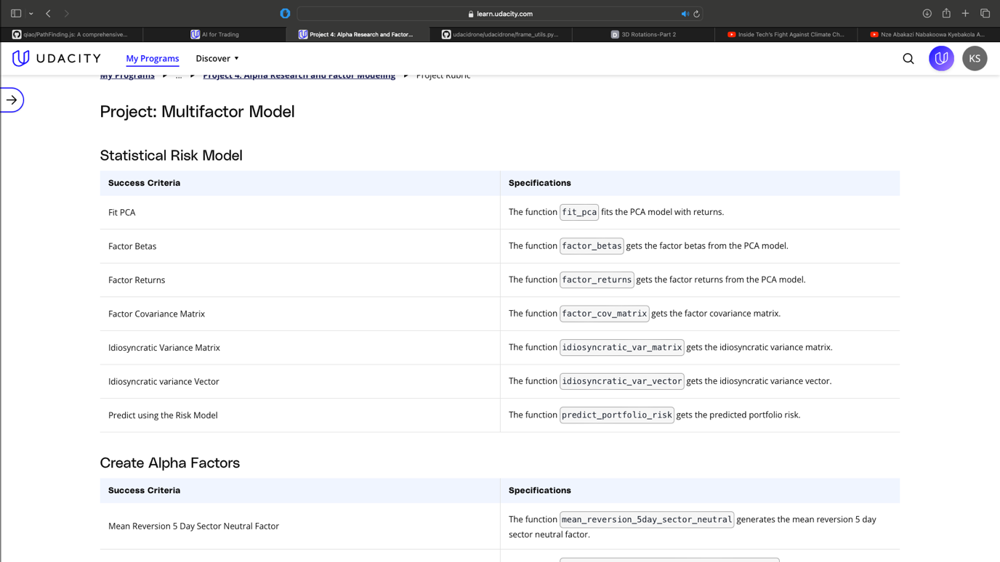 learn.udacity.com
qiao/PathFinding.js: A comprehensive...
AI for Trading
Project 4: Alpha Research and Factor...
udacidrone/udacidrone/frame_utils.py...
D 3D Rotations-Part 2
Inside Tech's Fight Against Climate Ch...
Nze Abakazi Nabakoowa Kyebakola A...
UDACITY
My Programs
Discover
KS
My Programs ... Project 4: Alpha Research and Factor Modeling Project Rubric
Project: Multifactor Model
Statistical Risk Model
Success Criteria
Specifications
Fit PCA
The function fit_pca fits the PCA model with returns.
Factor Betas
The function factor_betas gets the factor betas from the PCA model.
Factor Returns
The function factor_returns gets the factor returns from the PCA model.
Factor Covariance Matrix
The function factor_cov_matrix gets the factor covariance matrix.
Idiosyncratic Variance Matrix
The function idiosyncratic_var_matrix gets the idiosyncratic variance matrix.
Idiosyncratic variance Vector
The function idiosyncratic_var_vector gets the idiosyncratic variance vector.
Predict using the Risk Model
The function predict_portfolio_risk gets the predicted portfolio risk.
Create Alpha Factors
Success Criteria
Specifications
Mean Reversion 5 Day Sector Neutral Factor
The function mean_reversion_5day_sector_neutral generates the mean reversion 5 day
sector neutral factor.